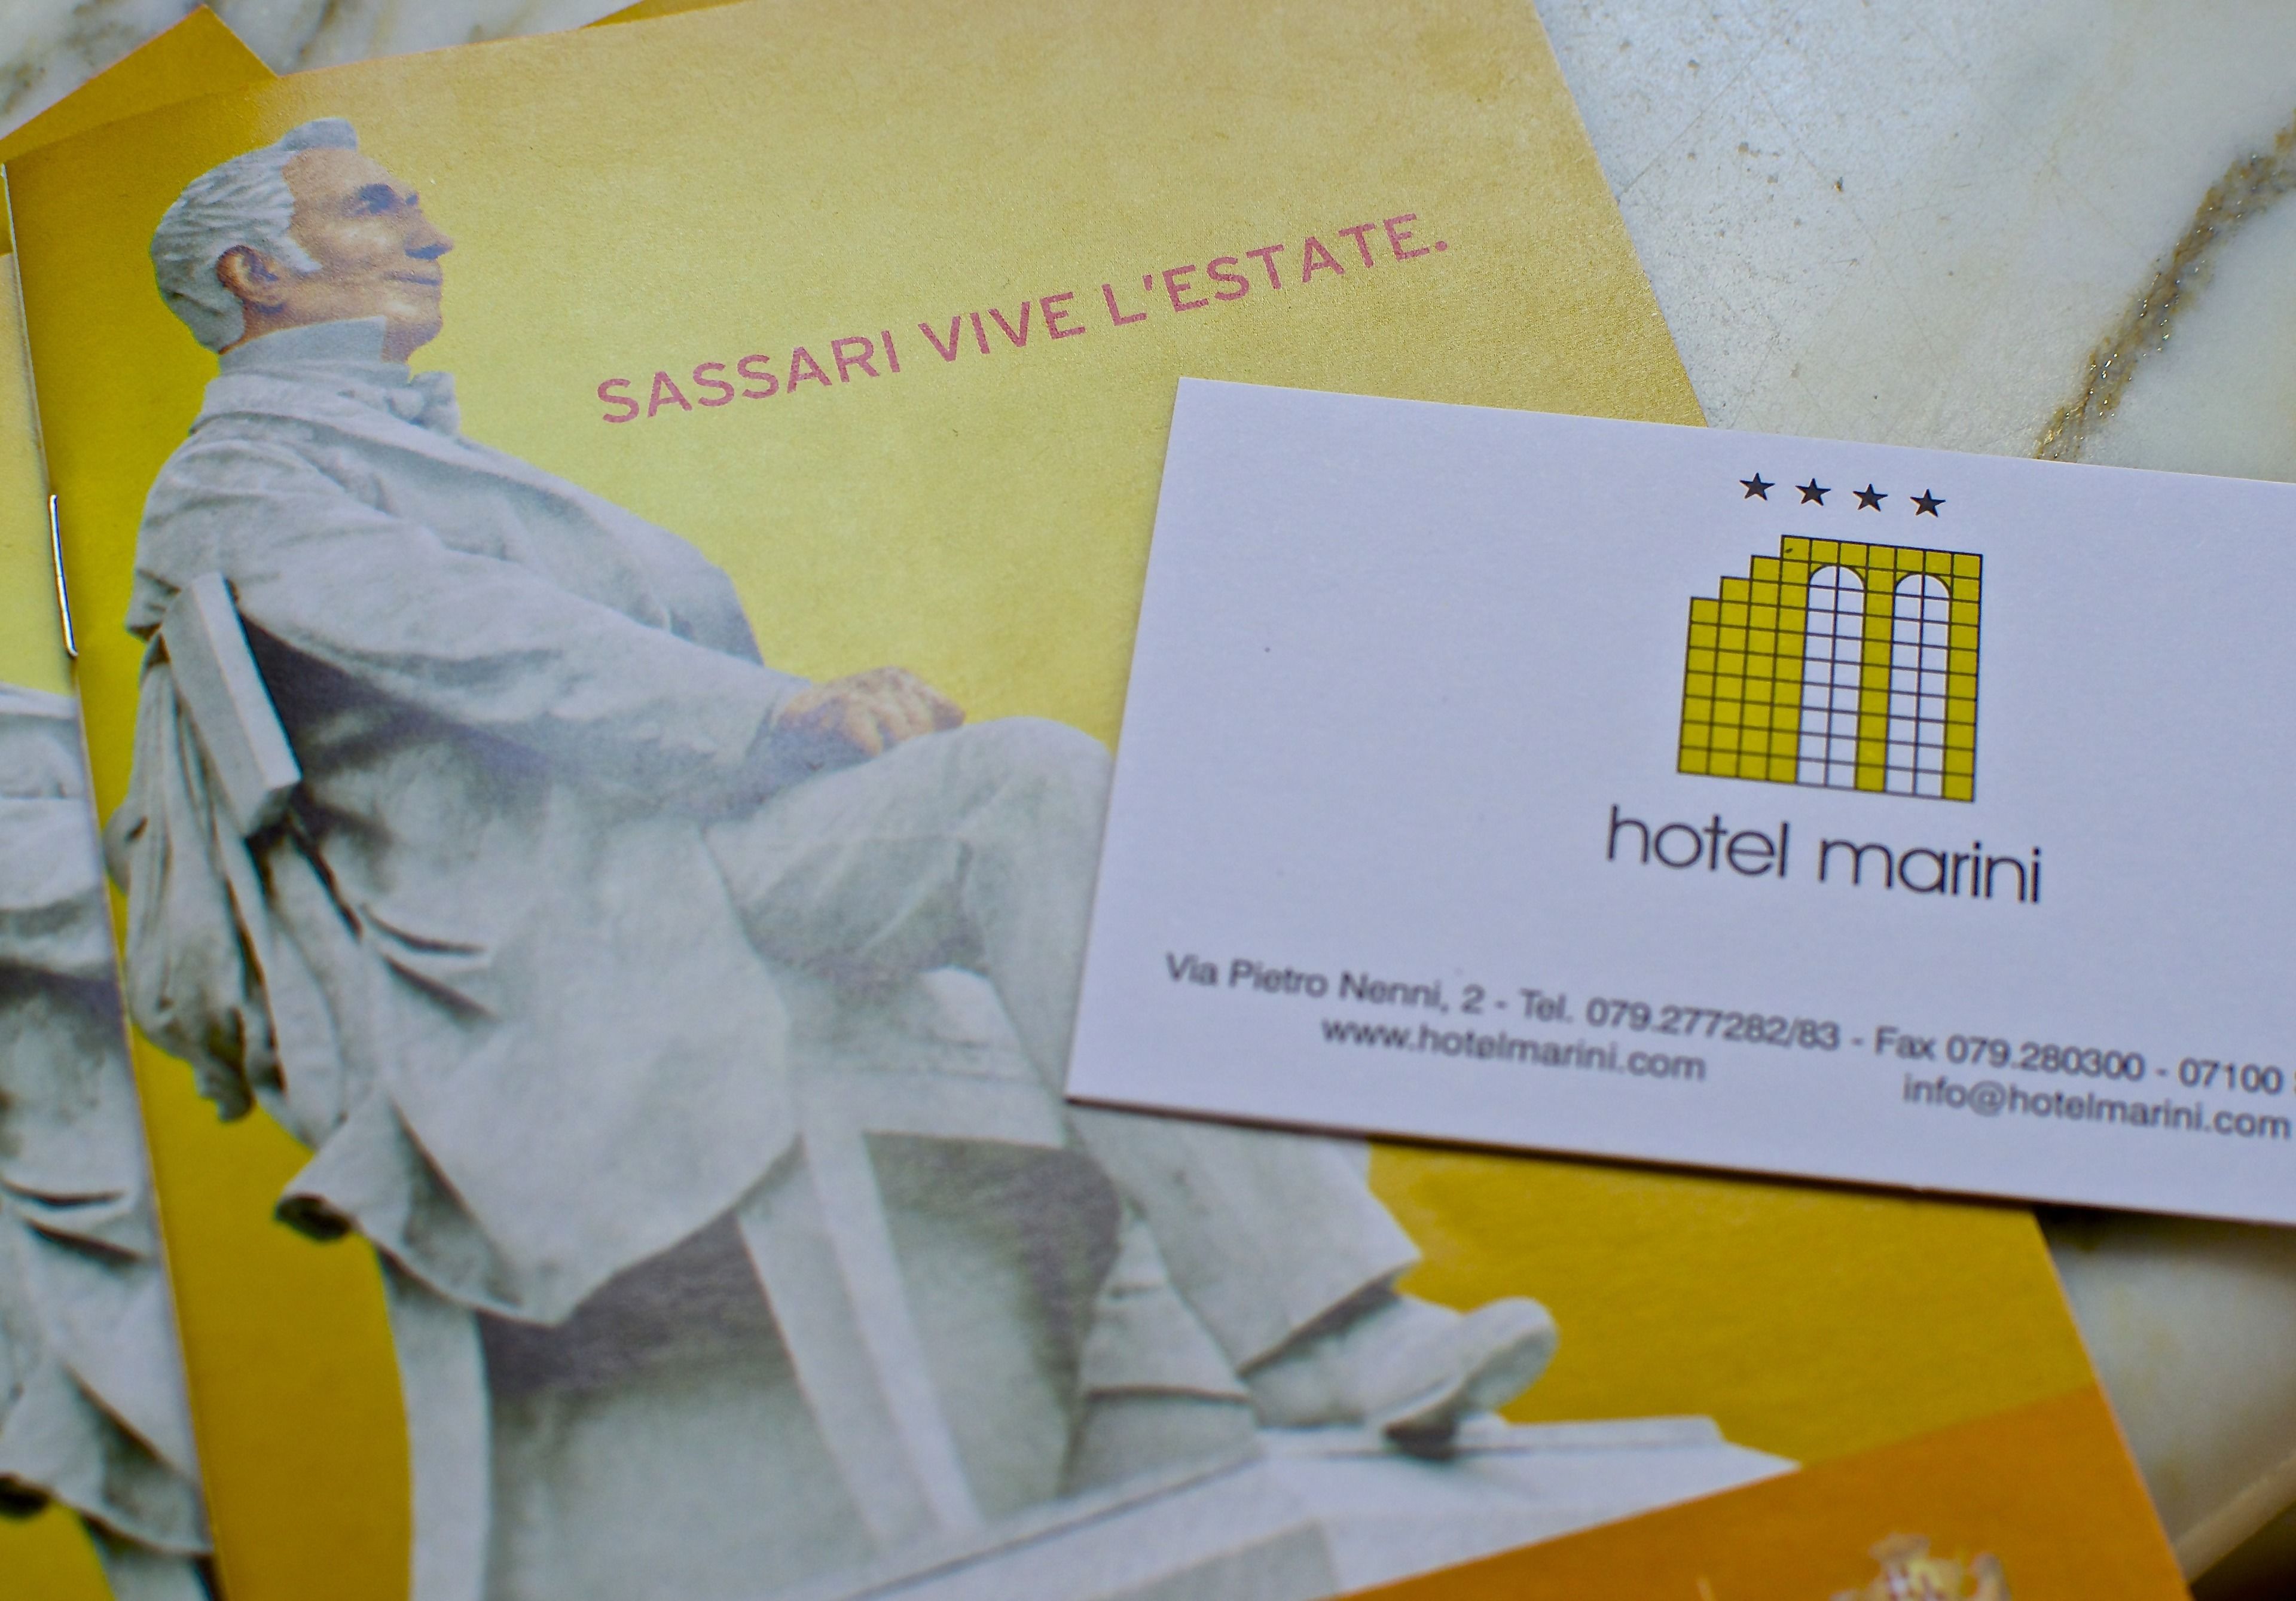 SASSARI VIVE L'ESTATE.
hotel marini
Via Pietro Nenni, 2 - Tel. 079.277282/83 - Fax 079.280300 - 07100
www.hotelmarini.com
info@hotelmarini.com